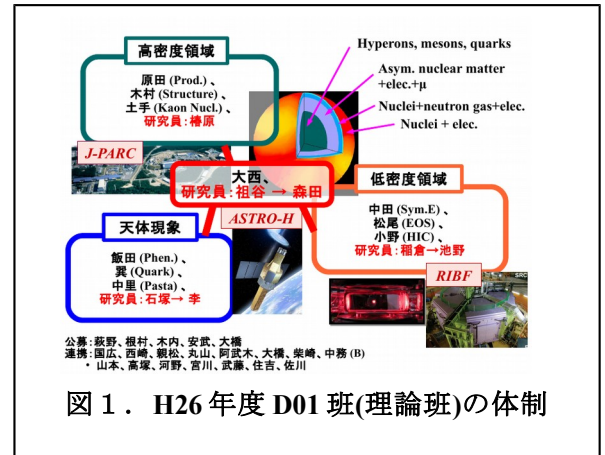 高密度領域
原田 (Prod.) 、
木村 (Structure) 、
土手 (Kaon Nucl.) 、
研究員：椿原
Hyperons, mesons, quarks
Asym. nuclear matter
+elec.+μ
Nuclei+neutron gas+elec.
Nuclei + elec.
J-PARC
大西、
研究員：祖谷 → 森田
低密度領域
中田 (Sym.E) 、
松尾 (EOS) 、
小野 (HIC) 、
研究員：稲倉→池野
天体現象
飯田 (Phen.) 、
巽 (Quark) 、
中里 (Pasta) 、
研究員：石塚→ 李
ASTRO-H
RIBF
SRC
公募：萩野、根村、木内、安武、大橋
連携：国広、西崎、親松、丸山、阿武木、大橋、柴崎、中務 (B)
・ 山本、高塚、河野、宮川、武藤、住吉、佐川
図１．H26 年度 D01 班(理論班)の体制